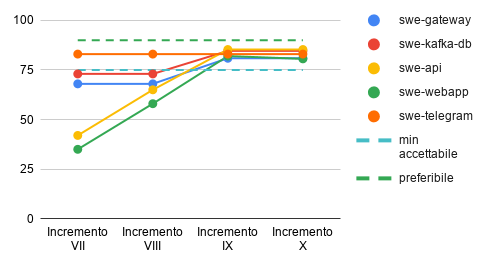 100
75
50
25
0
Incremento
VII
Incremento
VIII
Incremento
IX
Incremento
X
swe-gateway
swe-kafka-db
swe-api
swe-webapp
swe-telegram
min
accettabile
preferibile